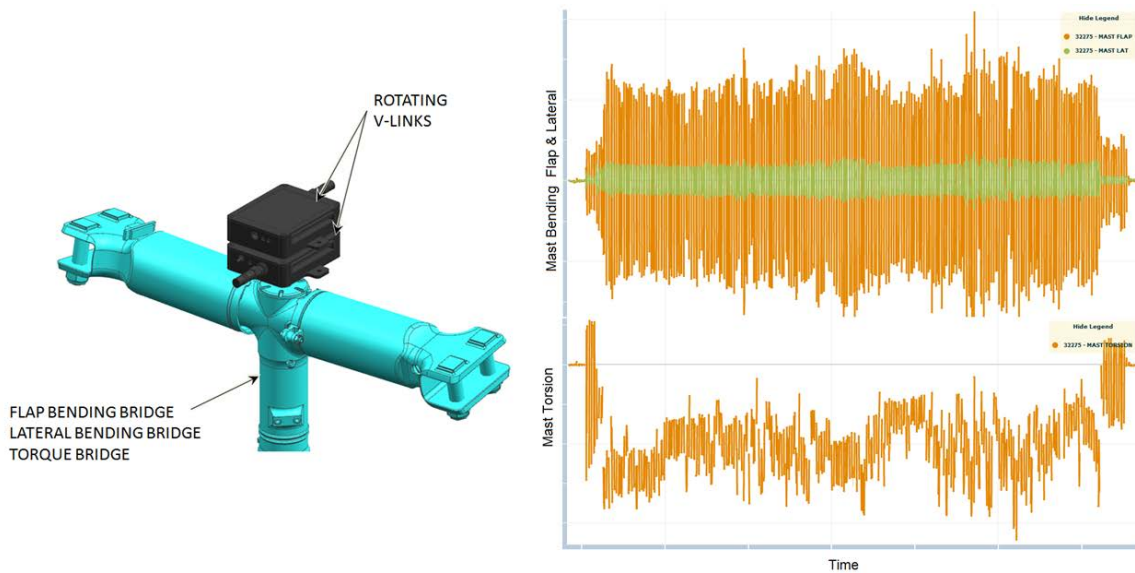 ROTATING
V-LINKS
FLAP BENDING BRIDGE
LATERAL BENDING BRIDGE
TORQUE BRIDGE
Mast Bending Flap & Lateral
Hide Legend
32275 - MAST FLAP
32275 - MAST LAT
Mast Torsion
Hide Legend
32275 - MAST TORSION
Time